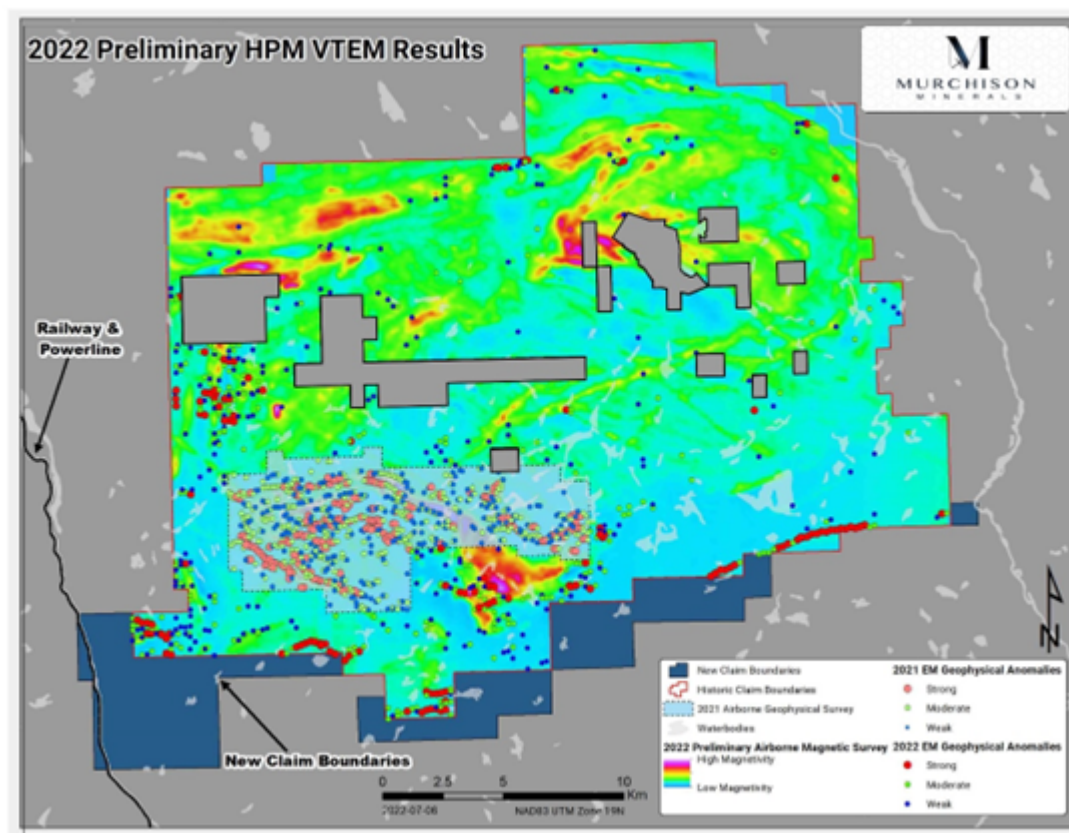 2022 Preliminary HPM VTEM Results
M
MURCHISON
MINERALS
Railway &
Powerline
New Claim Boundaries
New Claim Boundaries
Historic Claim Boundaries
2021 Airborne Geophysical Survey
Waterbodies
2022 Preliminary Airborne Magnetic Survey
High Magnetivity
Low Magnetivity
2021 EM Geophysical Anomalies
Strong
Moderate
Weak
2022 EM Geophysical Anomalies
Strong
Moderate
Weak
N
0 2.5 5 10
Km
2022-07-06 NAD83 UTM Zone 19N